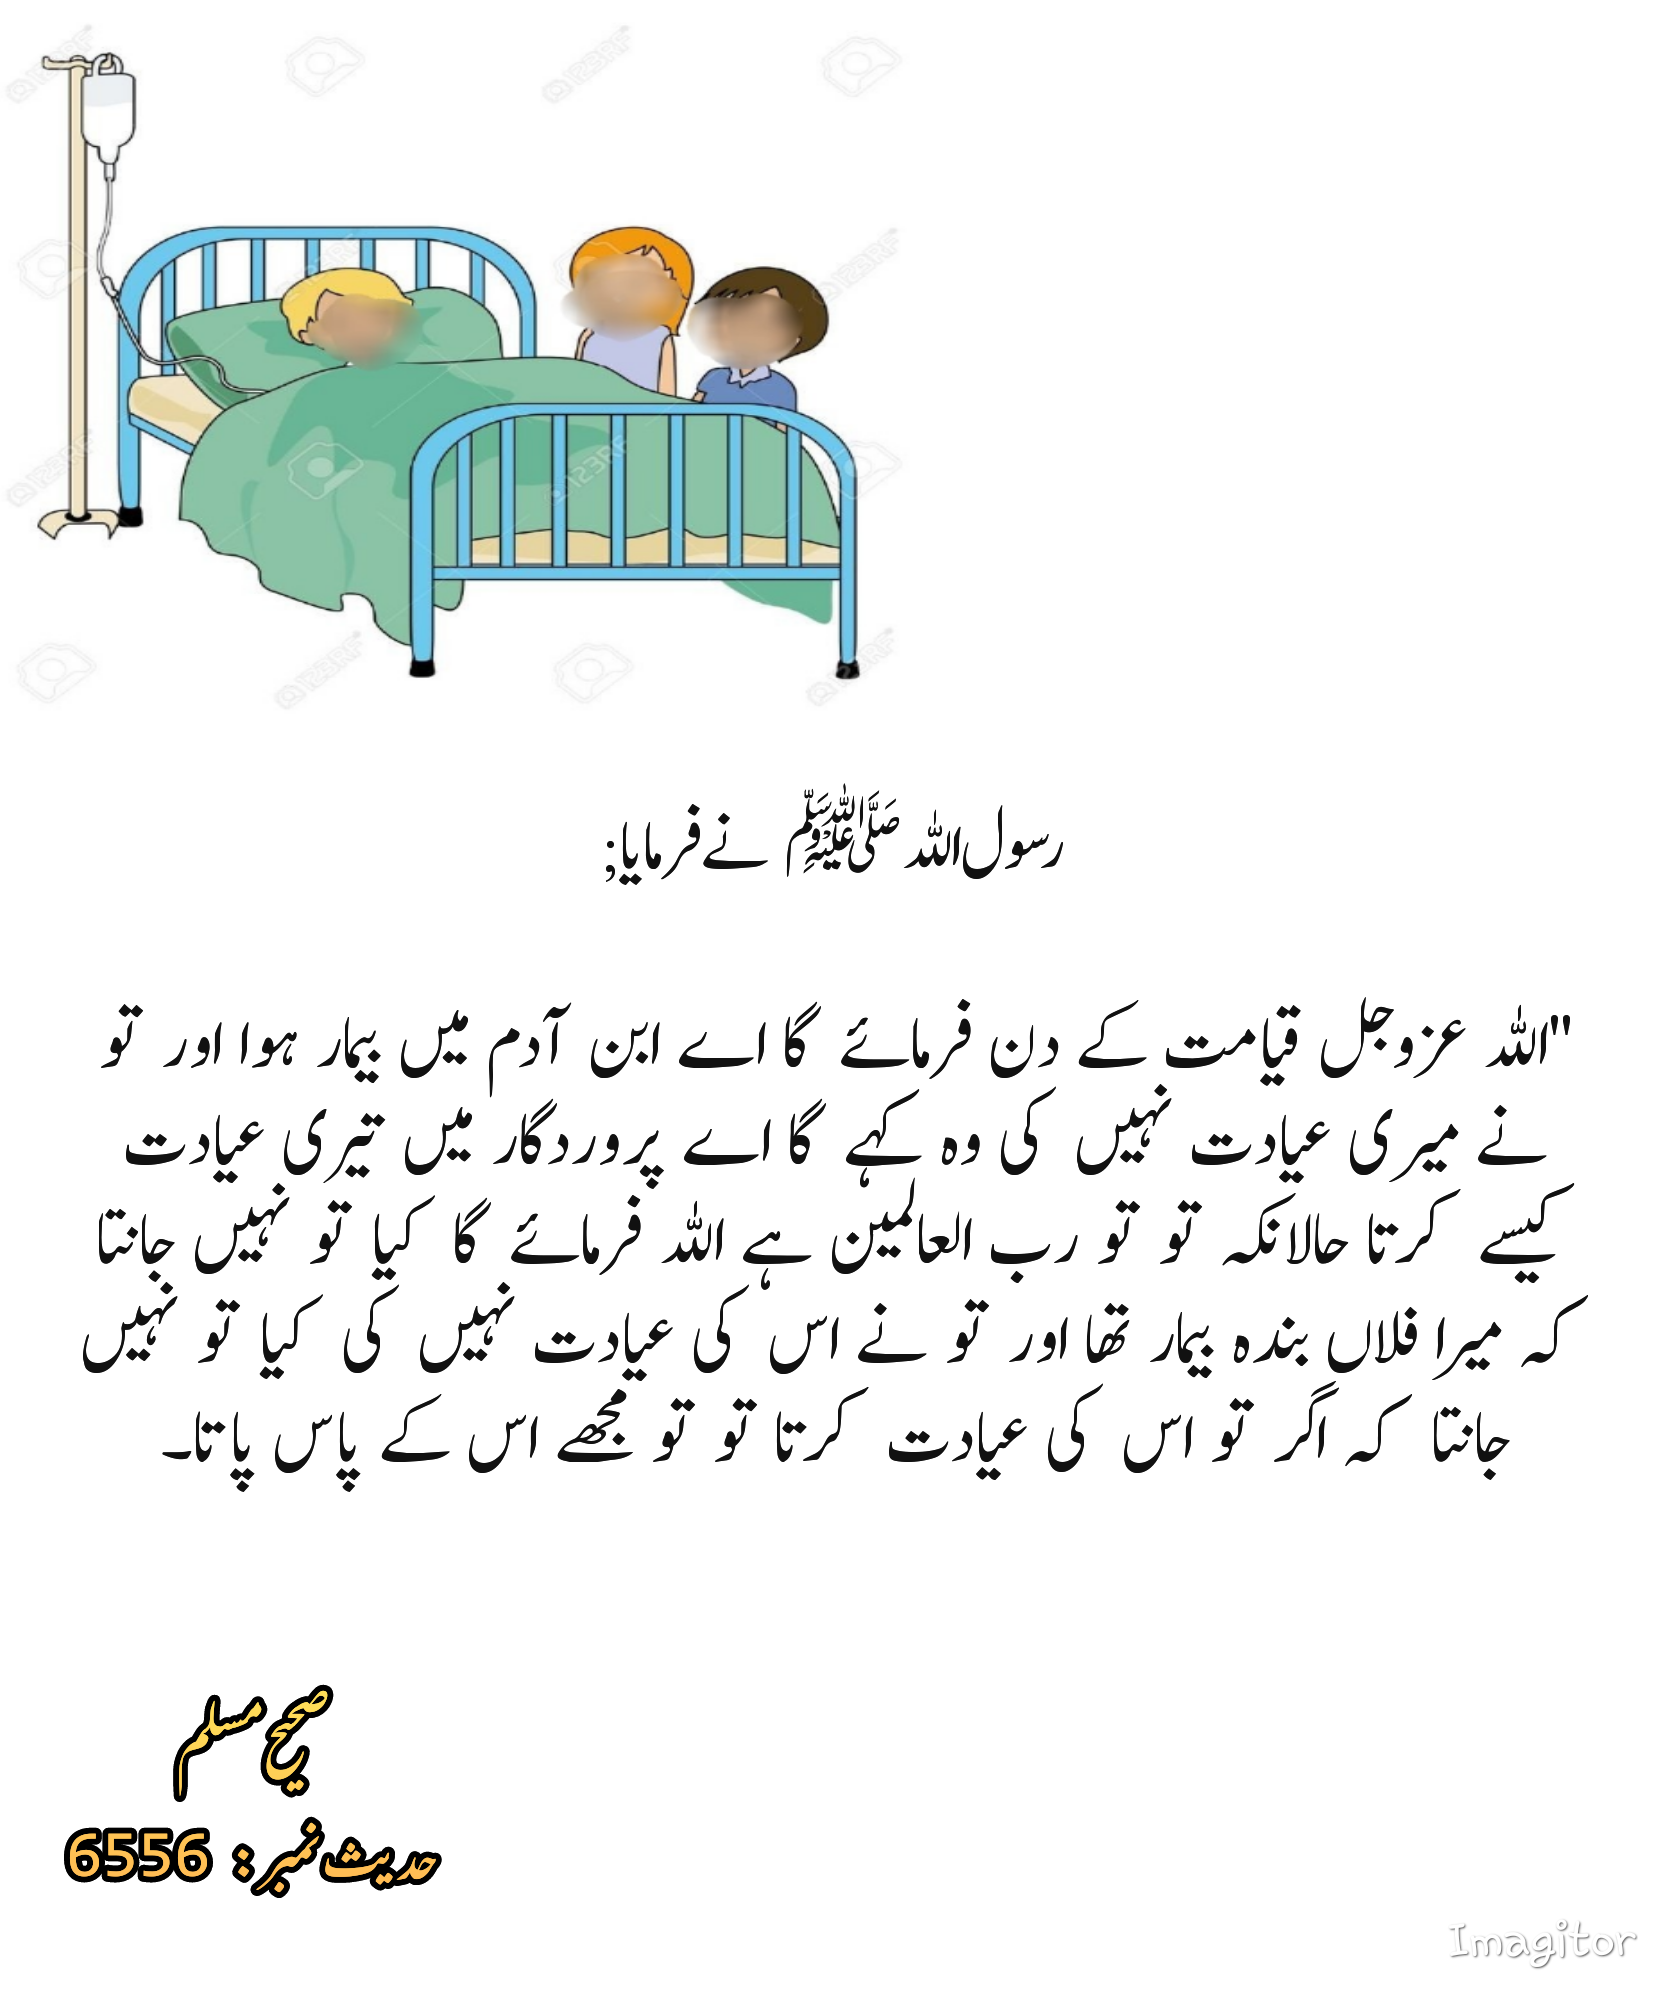 رسول اللہ ﷺ نے فرمایا;
"اللہ عزوجل قیامت کے دن فرمائے گا اے ابن آدم میں بیمار ہوا اور تو
نے میری عیادت نہیں کی وہ کہے گا اے پروردگار میں تیری عیادت
کیسے کرتا حالانکہ تو تو رب العالمین ہے اللہ فرمائے گا کیا تو نہیں جانتا
کہ میرا فلاں بندہ بیمار تھا اور تو نے اس کی عیادت نہیں کی کیا تو نہیں
جانتا کہ اگر تو اس کی عیادت کرتا تو تو مجھے اس کے پاس پاتا۔
صحیح مسلم
حدیث نمبر: 6556
Imagitor
123RF